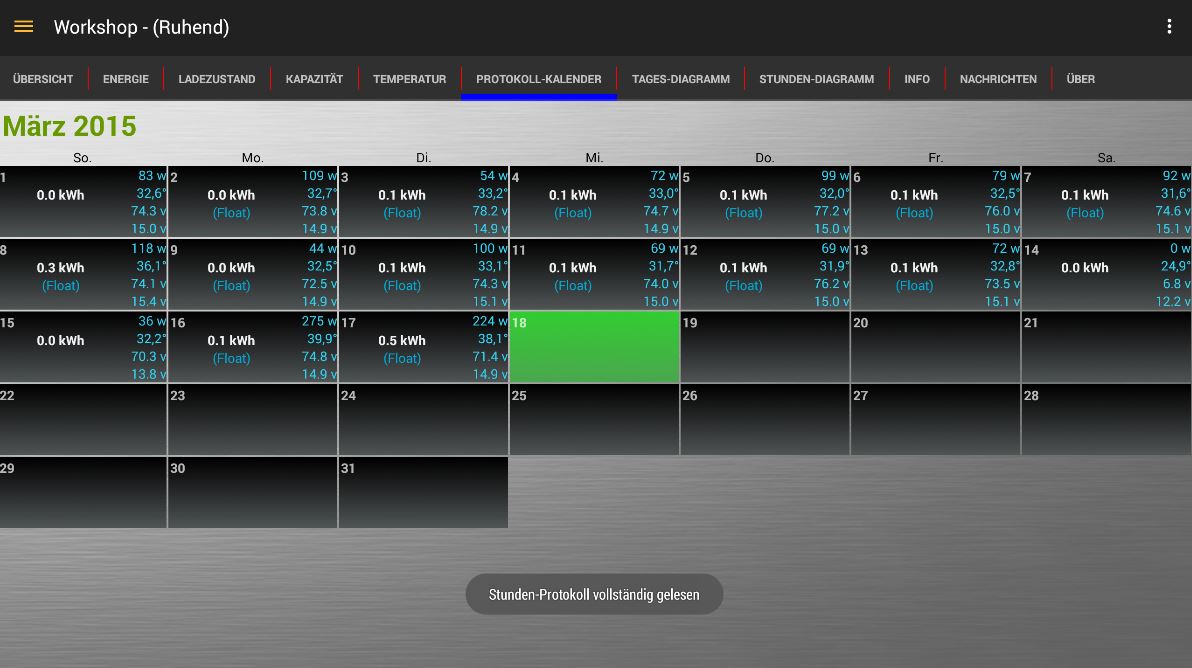 Workshop - (Ruhend)
ÜBERSICHT ENERGIE LADEZUSTAND KAPAZITÄT TEMPERATUR PROTOKOLL-KALENDER TAGES-DIAGRAMM STUNDEN-DIAGRAMM INFO NACHRICHTEN ÜBER
März 2015
So. Mo. Di. Mi. Do. Fr. Sa.
1 83 w 2 109 w 3 54 w 4 72 w 5 99 w 6 79 w 7 92 w
0.0 kWh 32,6° 0.0 kWh 32,7° 0.1 kWh 33,2° 0.1 kWh 33,0° 0.1 kWh 32,0° 0.1 kWh 32,5° 0.1 kWh 31,6°
74.3 v (Float) 73.8 v (Float) 78.2 v (Float) 74.7 v (Float) 77.2 v (Float) 76.0 v (Float) 74.6 v
15.0 v 14.9 v 14.9 v 14.9 v 15.0 v 15.0 v 15.1 v
8 118 w 9 44 w 10 100 w 11 69 w 12 69 w 13 72 w 14 0 w
0.3 kWh 36,1° 0.0 kWh 32,5° 0.1 kWh 33,1° 0.1 kWh 31,7° 0.1 kWh 31,9° 0.1 kWh 32,8° 0.0 kWh 24,9°
(Float) 74.1 v (Float) 72.5 v (Float) 74.3 v (Float) 74.0 v (Float) 76.2 v (Float) 73.5 v 6.8 v
15.4 v 14.9 v 15.1 v 15.0 v 15.0 v 15.1 v 12.2 v
15 36 w 16 275 w 17 224 w 18 19 20 21
0.0 kWh 32,2° 0.1 kWh 39,9° 0.5 kWh 38,1°
70.3 v (Float) 74.8 v (Float) 71.4 v
13.8 v 14.9 v 14.9 v
22 23 24 25 26 27 28
29 30 31
Stunden-Protokoll vollständig gelesen